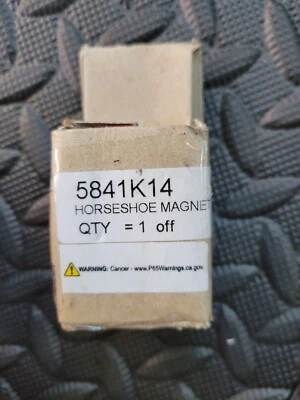 5841K14
HORSESHOE MAGNET
QTY = 1 off
WARNING: Cancer - www.P65Warnings.ca.gov.